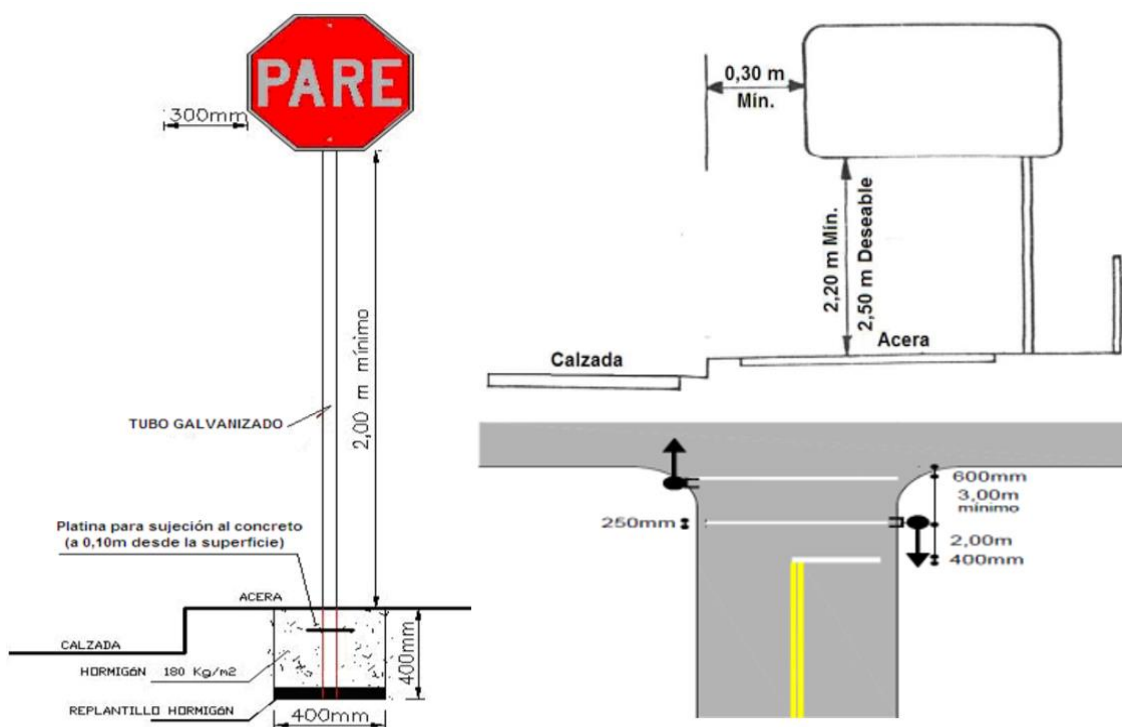 PARE
300mm
2,00 m mínimo
TUBO GALVANIZADO
Platina para sujeción al concreto
(a 0,10m desde la superficie)
ACERA
CALZADA
HORMIGÓN 180 Kg/m2
400mm
REPLANTILLO HORMIGÓN
400mm
0,30 m
Mín.
2,20 m Mín.
2,50 m Deseable
Acera
Calzada
600mm
3,00m
mínimo
250mm
2,00m
400mm